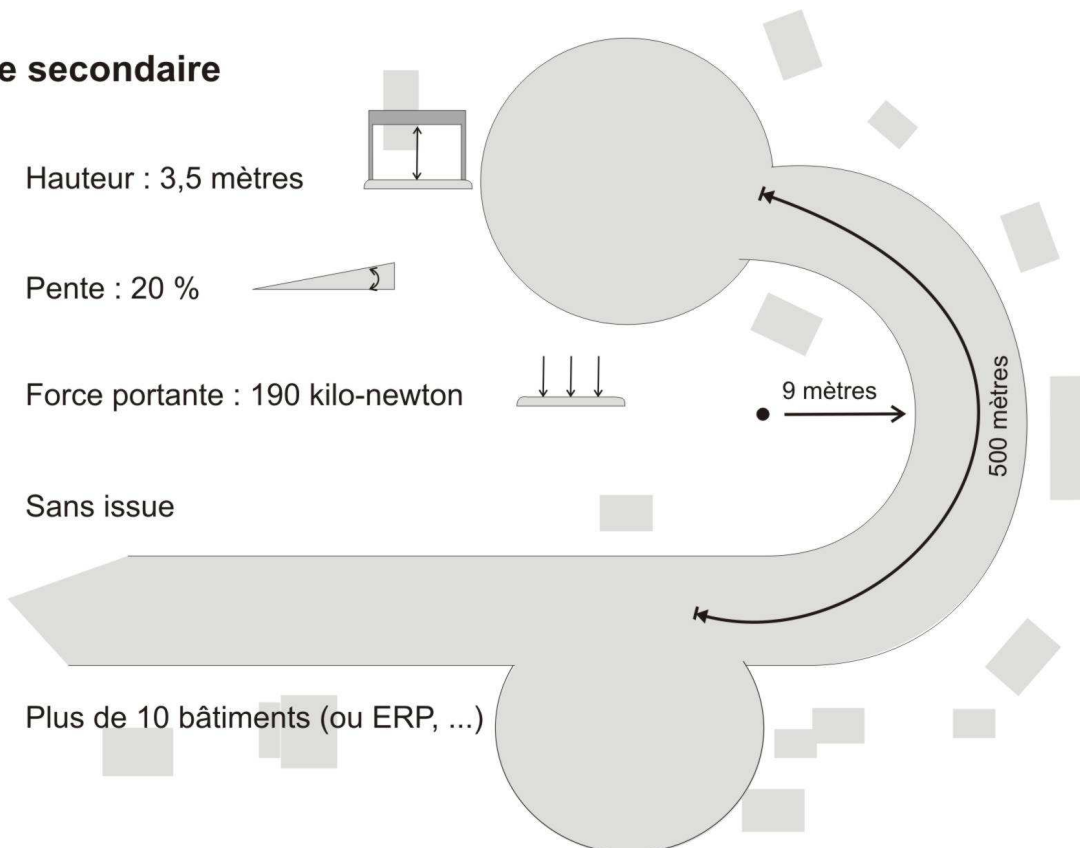 e secondaire
Hauteur : 3,5 mètres
Pente : 20 %
Force portante : 190 kilo-newton
9 mètres
500 mètres
Sans issue
Plus de 10 bâtiments (ou ERP, ...)